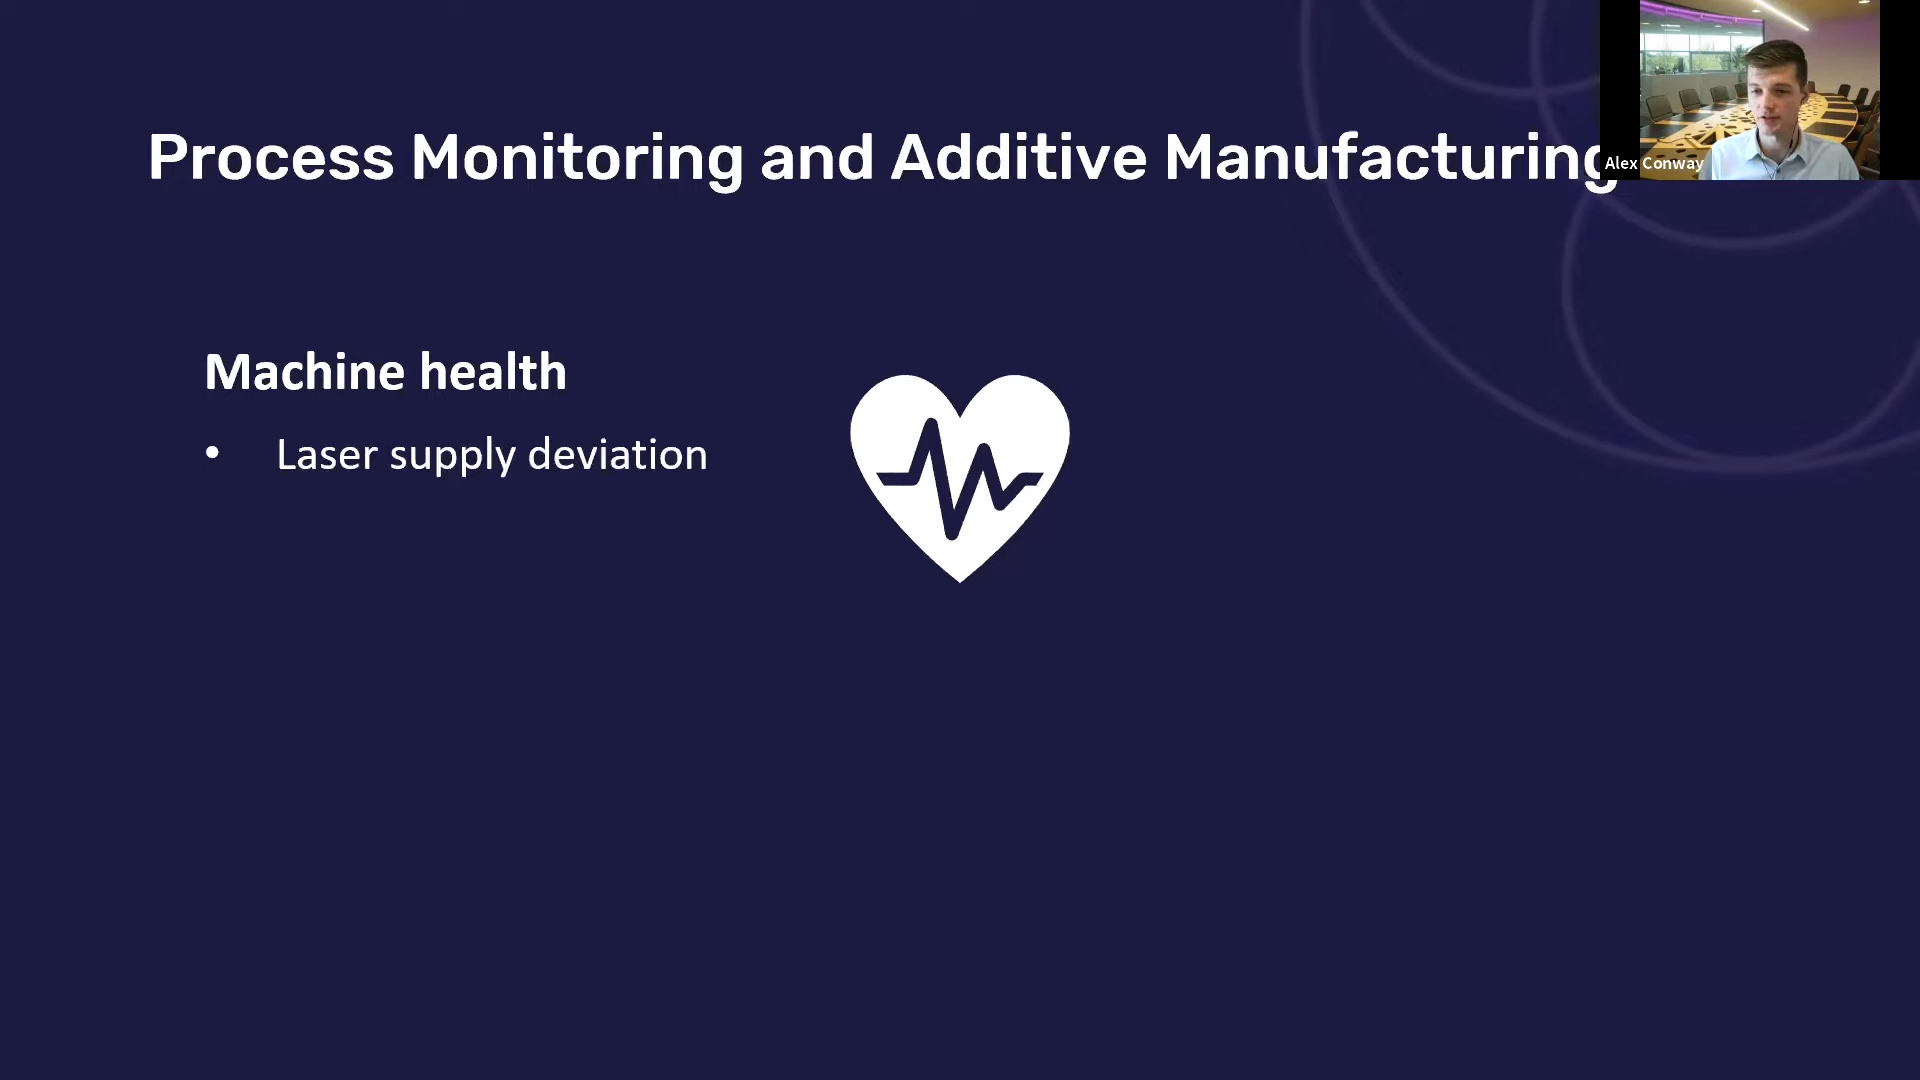 Process Monitoring and Additive Manufacturing
Alex Conway
Machine health
• Laser supply deviation